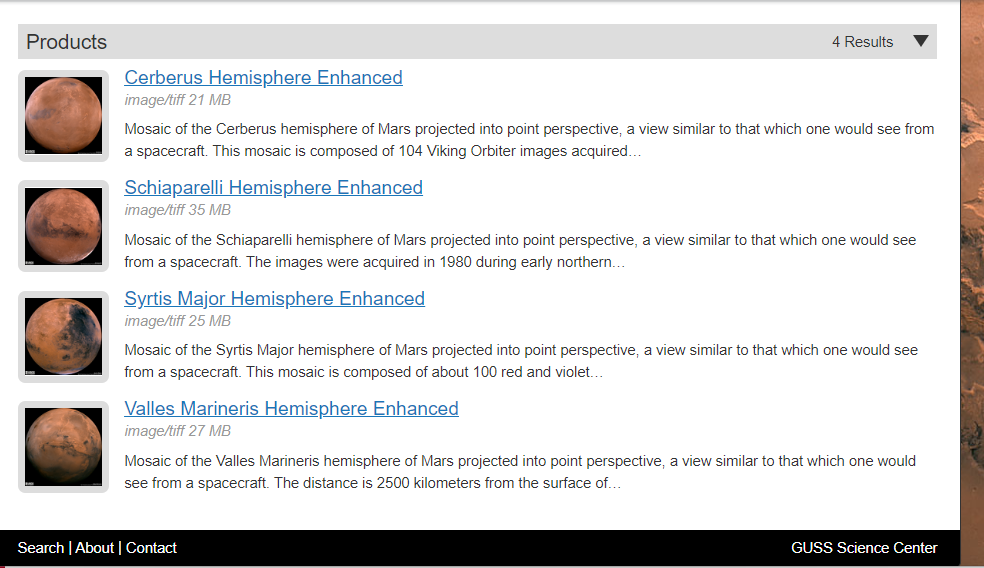 Products
4 Results
Cerberus Hemisphere Enhanced
image/tiff 21 MB
Mosaic of the Cerberus hemisphere of Mars projected into point perspective, a view similar to that which one would see from
a spacecraft. This mosaic is composed of 104 Viking Orbiter images acquired…
Schiaparelli Hemisphere Enhanced
image/tiff 35 MB
Mosaic of the Schiaparelli hemisphere of Mars projected into point perspective, a view similar to that which one would see
from a spacecraft. The images were acquired in 1980 during early northern…
Syrtis Major Hemisphere Enhanced
image/tiff 25 MB
Mosaic of the Syrtis Major hemisphere of Mars projected into point perspective, a view similar to that which one would see
from a spacecraft. This mosaic is composed of about 100 red and violet…
Valles Marineris Hemisphere Enhanced
image/tiff 27 MB
Mosaic of the Valles Marineris hemisphere of Mars projected into point perspective, a view similar to that which one would
see from a spacecraft. The distance is 2500 kilometers from the surface of…
Search | About | Contact
GUSS Science Center